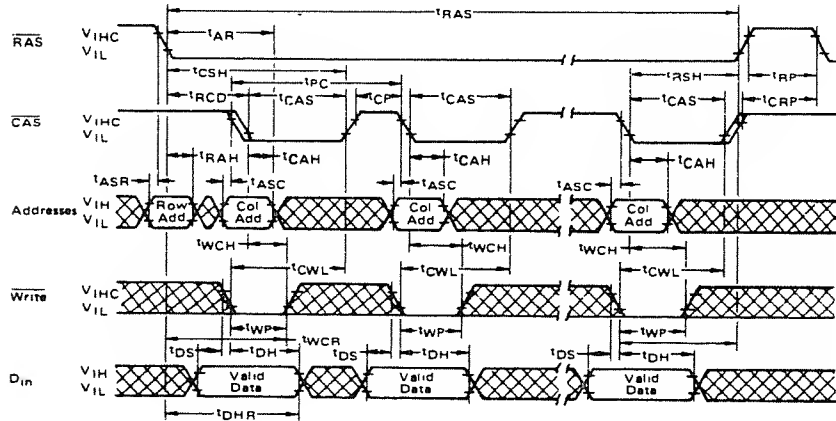 tRAS
RAS VIHC tAR
VIL
tCSH tPC tRSH tRP
tRCD tCAS tCP tCAS tCAS tCRP
CAS VIHC
VIL
tRAH tCAH tCAH
tASR tASC tASC tASC
Addresses VIH Row Add Col Add Col Add Col Add
VIL
tWCH tWCH tWCH
tCWL tCWL tCWL
Write VIHC
VIL
tWP tWP tWP
tWCR
tDS tDH tDS tDH tDS tDH
Din VIH Valid Data Valid Data Valid Data
VIL
tDHR